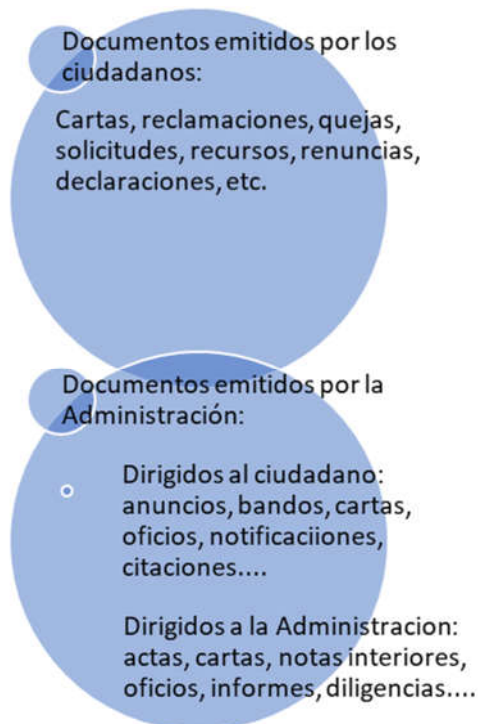 Documentos emitidos por los
ciudadanos:
Cartas, reclamaciones, quejas,
solicitudes, recursos, renuncias,
declaraciones, etc.
Documentos emitidos por la
Administración:
Dirigidos al ciudadano:
anuncios, bandos, cartas,
oficios, notificaciiones,
citaciones....
Dirigidos a la Administracion:
actas, cartas, notas interiores,
oficios, informes, diligencias....